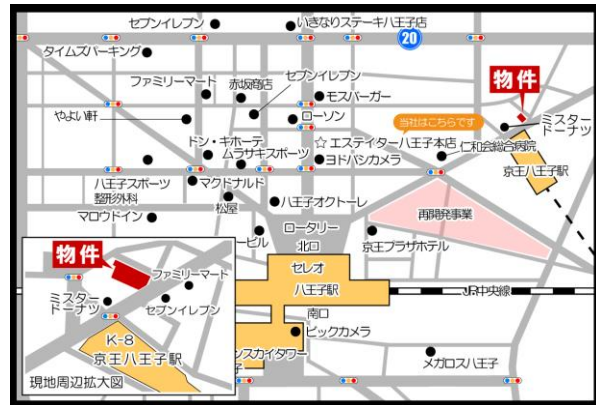 セブンイレブン
いきなりステーキ八王子店
20
タイムズパーキング
ファミリーマート
赤坂商店
セブンイレブン
モスバーガー
物件
やよい軒
ローソン
当社はこちらです
ミスター
ドーナツ
ドン・キホーテ
ムラサキスポーツ
☆ エステイター八王子本店
ヨドバシカメラ
仁和会総合病院
京王八王子駅
八王子スポーツ
整形外科
マクドナルド
松屋
八王子オクトーレ
マロウドイン
再開発事業
ロータリー
北口
ービル
京王プラザホテル
セレオ
八王子駅
JR中央線
南口
ビックカメラ
ンスカイタワー
子
メガロス八王子
物件
ファミリーマート
ミスター
ドーナツ
セブンイレブン
K-8
京王八王子駅
現地周辺拡大図